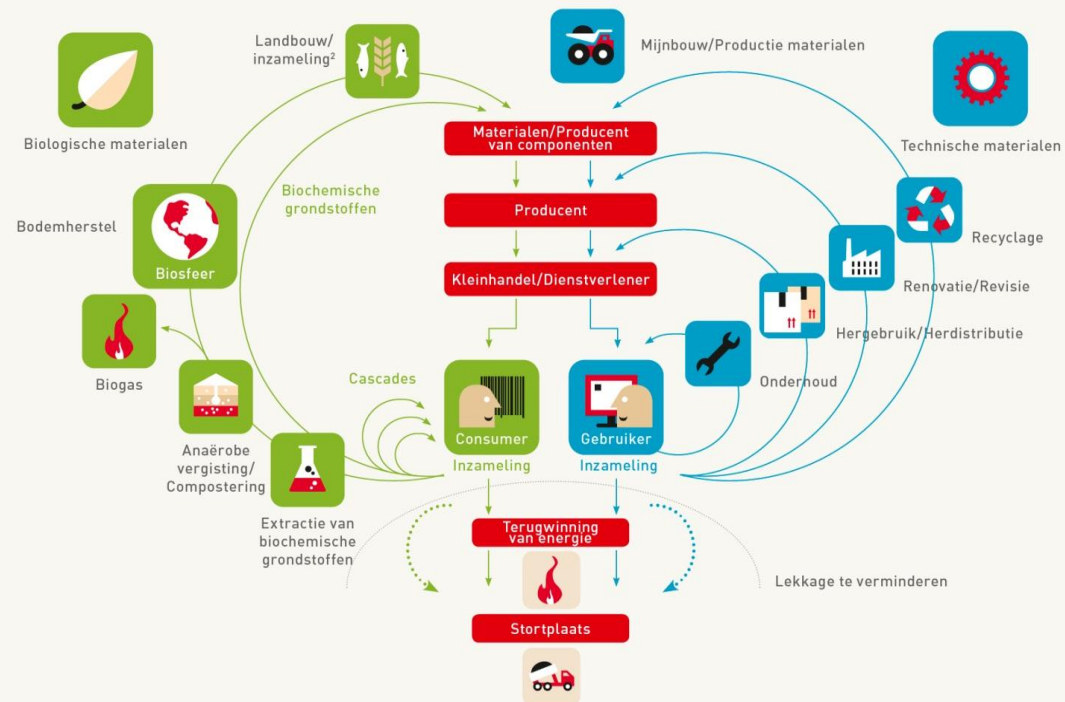 Landbouw/
inzameling²
Mijnbouw/Productie materialen
Biologische materialen
Technische materialen
Materialen/Producent
van componenten
Biochemische
grondstoffen
Producent
Bodemherstel
Biosfeer
Recyclage
Kleinhandel/Dienstverlener
Renovatie/Revisie
Hergebruik/Herdistributie
Biogas
Cascades
Onderhoud
Consumer
Gebruiker
Anaërobe
vergisting/
Compostering
Inzameling
Inzameling
Extractie van
biochemische
grondstoffen
Terugwinning
van energie
Lekkage te verminderen
Stortplaats